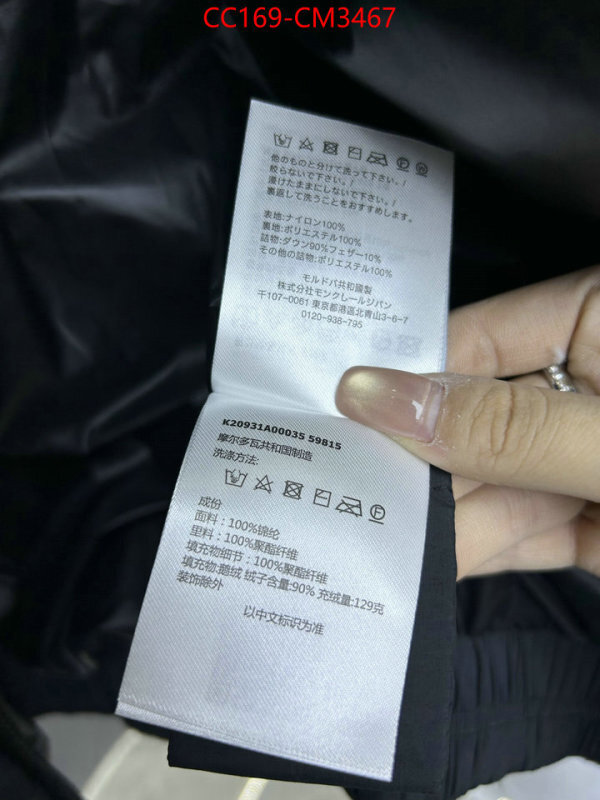 CC169-CM3467
他のものと分けて洗って下さい。/
絞らないで下さい。/
漬けたままにしないで下さい。/
裏返して洗うことをおすすめします。
表地:ナイロン100%
裏地:ポリエステル100%
詰物:ダウン90%フェザー10%
その他の詰物:ポリエステル100%
モルドバ共和國製
株式会社モンクレールジャパン
〒107-0061 東京都港區北青山3-6-7
0120-938-795
K20931A00035 59815
摩尔多瓦共和国制造
洗涤方法:
成份
面料：100%锦纶
里料：100%聚酯纤维
填充物细节：100%聚酯纤维
填充物:鹅绒 绒子含量:90% 充绒量:129克
装饰除外
以中文标识为准